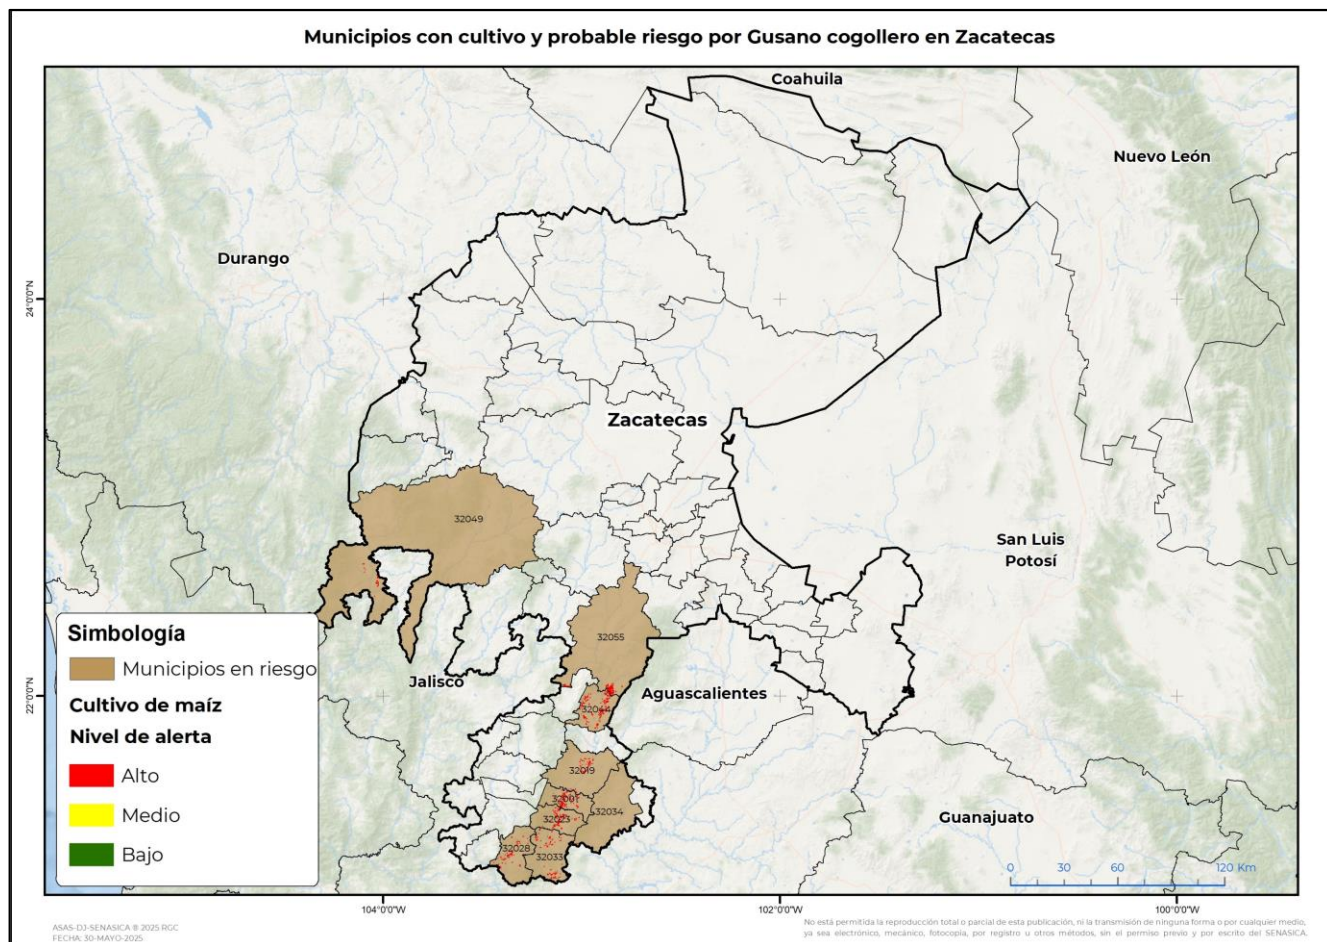 Municipios con cultivo y probable riesgo por Gusano cogollero en Zacatecas
Coahuila
Nuevo León
Durango
24°0'0"N
Zacatecas
32049
San Luis
Potosí
32055
Jalisco
Aguascalientes
22°0'0"N
32044
32019
32001
32034
32023
32028
32033
Guanajuato
Simbología
Municipios en riesgo
Cultivo de maíz
Nivel de alerta
Alto
Medio
Bajo
0 30 60 120 Km
104°0'0"W
102°0'0"W
100°0'0"W
ASAS-DJ-SENASICA © 2025 RGC
FECHA: 30-MAYO-2025
No está permitida la reproducción total o parcial de esta publicación, ni la transmisión de ninguna forma o por cualquier medio,
ya sea electrónico, mecánico, fotocopia, por registro u otros métodos, sin el permiso previo y por escrito del SENASICA.